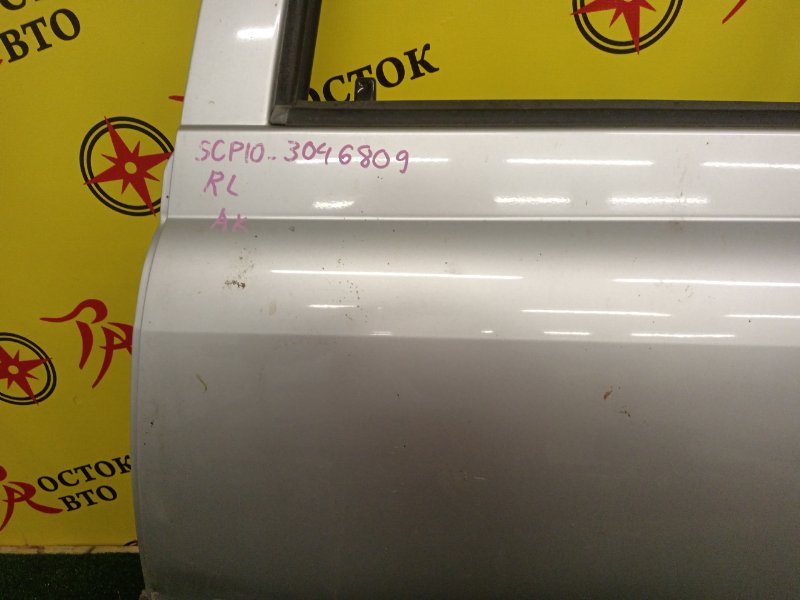 ВТО
ОСТОК
SCP10..3046809
RL
AK
ОСТОК
ВТО